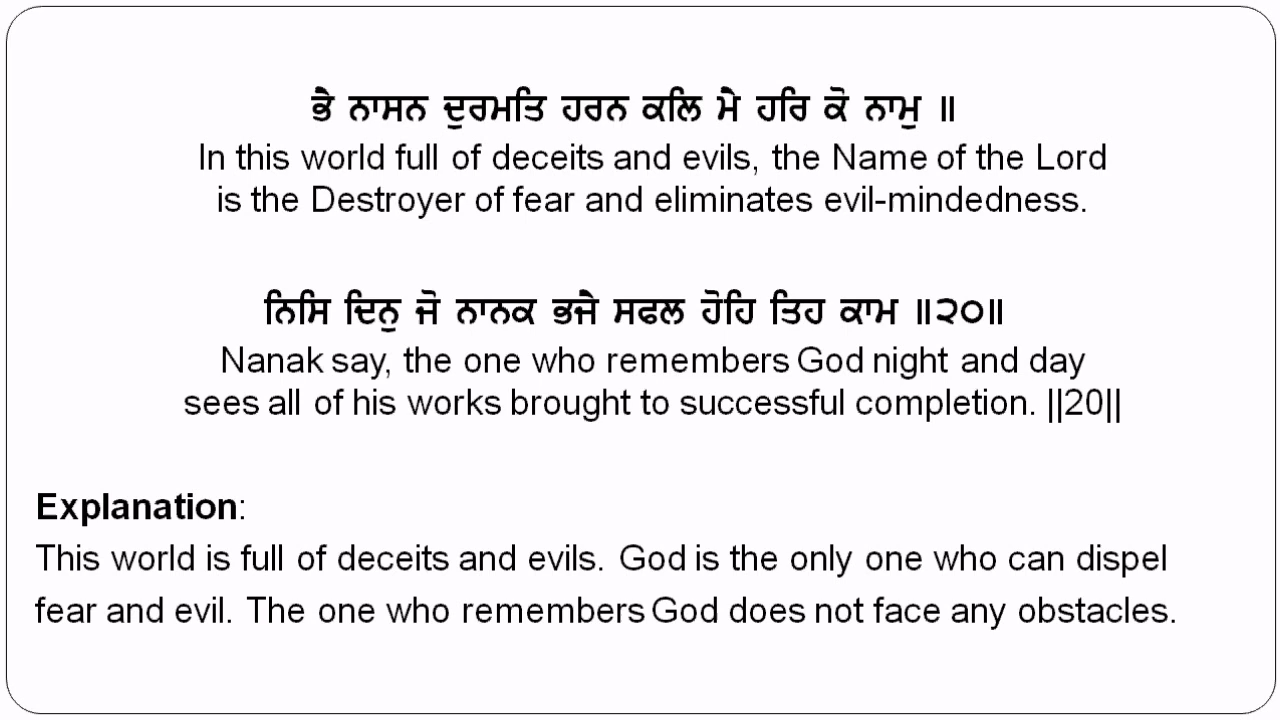 ਭੈ ਨਾਸਨ ਦੁਰਮਤਿ ਹਰਨ ਕਲਿ ਮੈ ਹਰਿ ਕੋ ਨਾਮੁ ॥
In this world full of deceits and evils, the Name of the Lord
is the Destroyer of fear and eliminates evil-mindedness.
ਨਿਸਿ ਦਿਨੁ ਜੋ ਨਾਨਕ ਭਜੈ ਸਫਲ ਹੋਹਿ ਤਿਹ ਕਾਮ ॥੨੦॥
Nanak say, the one who remembers God night and day
sees all of his works brought to successful completion. ||20||
Explanation:
This world is full of deceits and evils. God is the only one who can dispel
fear and evil. The one who remembers God does not face any obstacles.